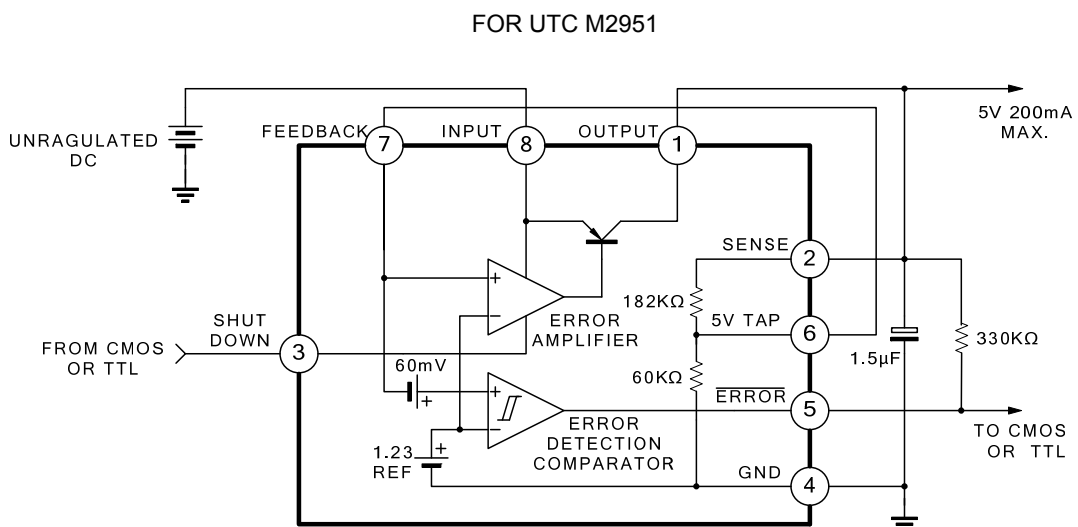 FOR UTC M2951
UNRAGULATED
DC
FEEDBACK
7
INPUT
8
OUTPUT
1
5V 200mA
MAX.
SENSE
2
+
−
182KΩ
5V TAP
6
ERROR
AMPLIFIER
SHUT
DOWN
3
FROM CMOS
OR TTL
1.5µF
330KΩ
60mV
+
+
−
60KΩ
ERROR
5
TO CMOS
OR TTL
ERROR
DETECTION
COMPARATOR
1.23
REF
+
GND
4